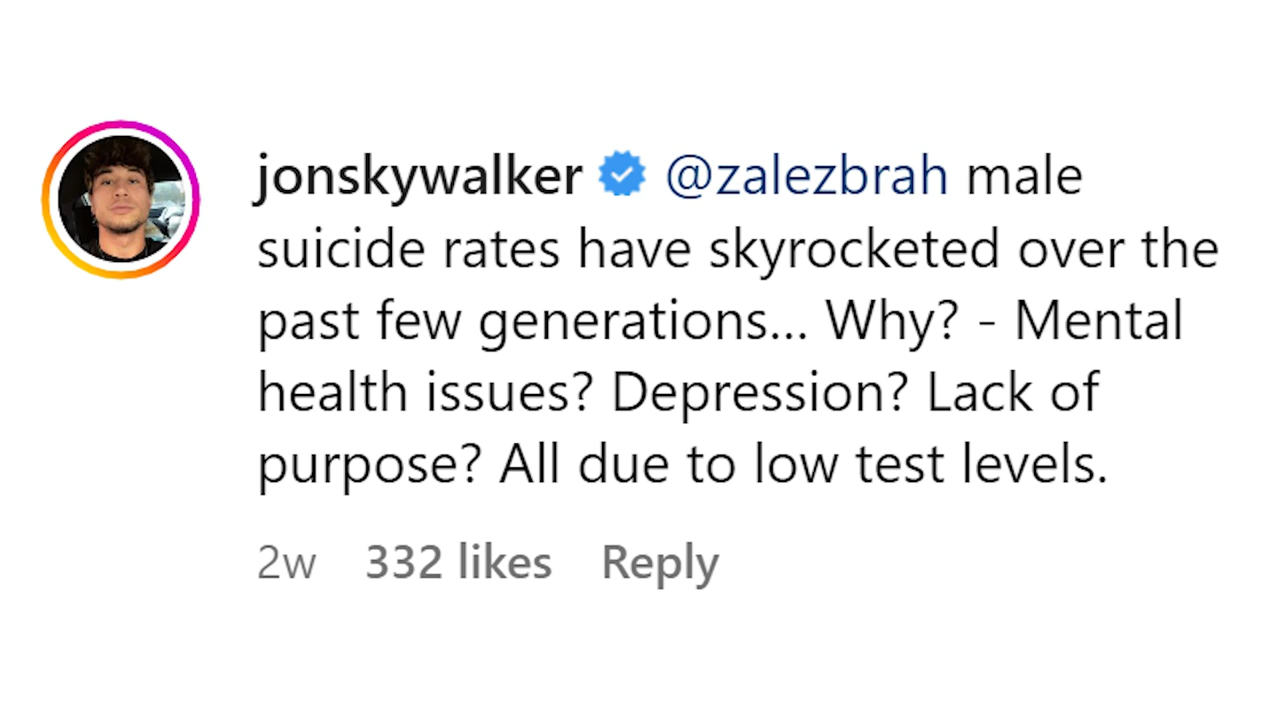 jonskywalker @zalezbrah male
suicide rates have skyrocketed over the
past few generations... Why? - Mental
health issues? Depression? Lack of
purpose? All due to low test levels.
2w 332 likes Reply